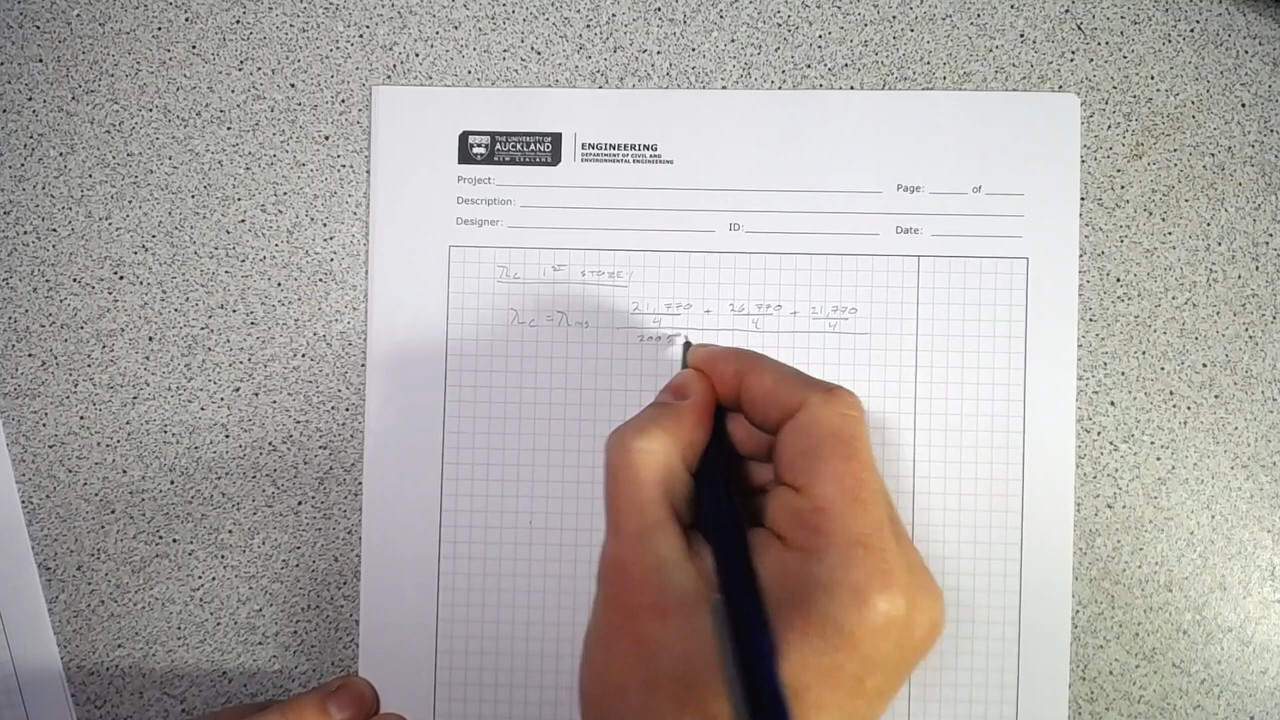 THE UNIVERSITY OF
AUCKLAND
NEW ZEALAND
ENGINEERING
DEPARTMENT OF CIVIL AND
ENVIRONMENTAL ENGINEERING
Project:
Page: of
Description:
Designer: ID: Date:
λc 1ST STOREY
λc = λms 21,770/4 + 26,770/4 + 21,770/4
2005